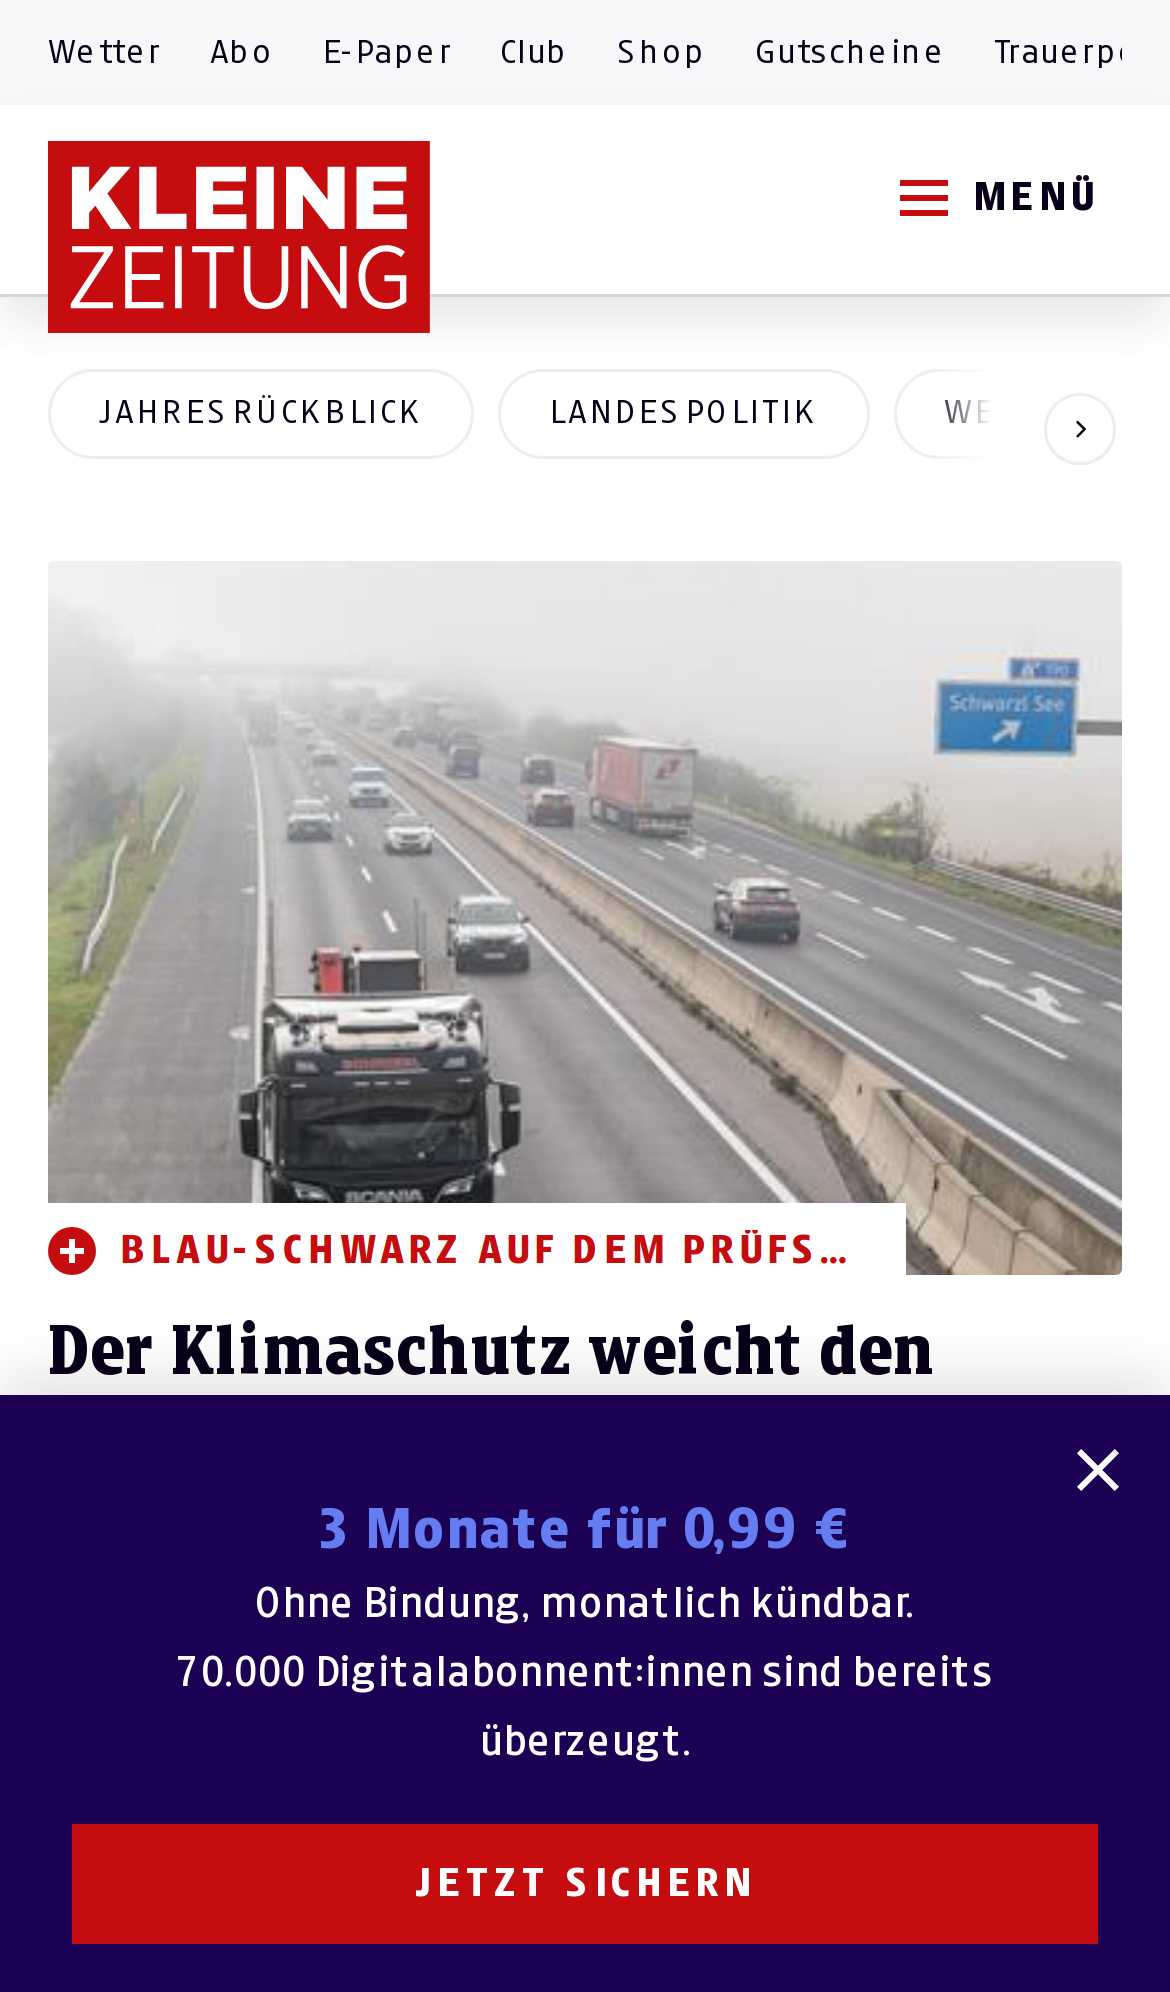 Wetter Abo E-Paper Club Shop Gutscheine
KLEINE
ZEITUNG
MENÜ
JAHRESRÜCKBLICK LANDESPOLITIK WE
Schwarzl See
SCANIA
BLAU-SCHWARZ AUF DEM PRÜFS…
Der Klimaschutz weicht den
3 Monate für 0,99 €
Ohne Bindung, monatlich kündbar.
70.000 Digitalabonnent:innen sind bereits
überzeugt.
JETZT SICHERN